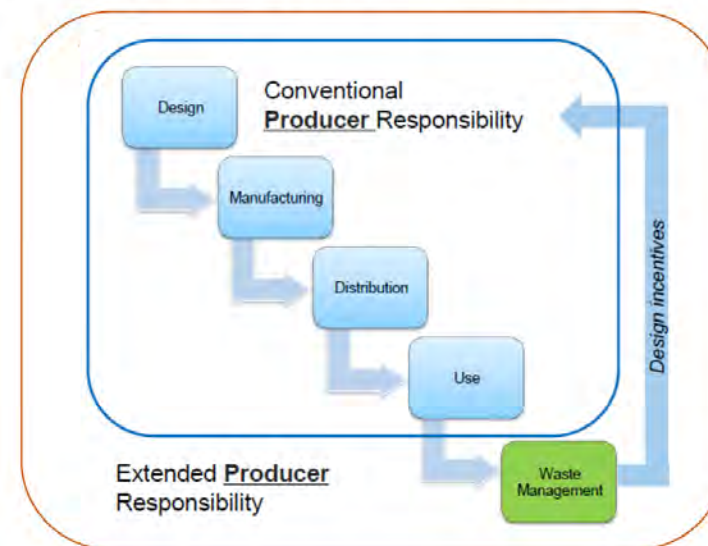 Design
Conventional
Producer Responsibility
Manufacturing
Distribution
Use
Design incentives
Extended Producer
Responsibility
Waste
Management